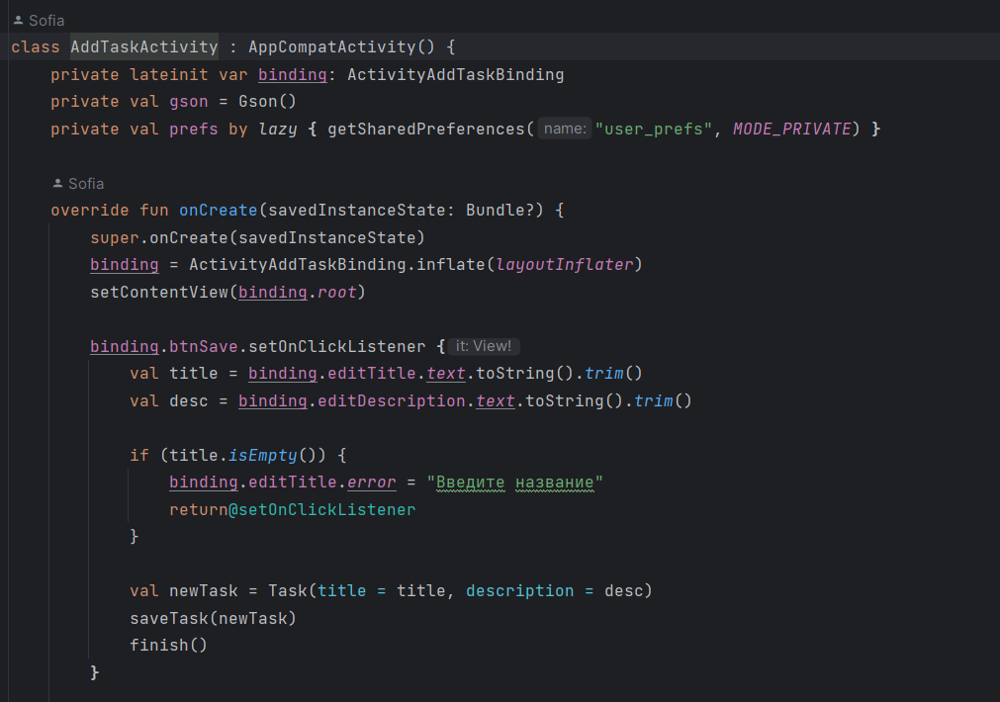 Sofia
class AddTaskActivity : AppCompatActivity() {
    private lateinit var binding: ActivityAddTaskBinding
    private val gson = Gson()
    private val prefs by lazy { getSharedPreferences( name: "user_prefs", MODE_PRIVATE) }
    Sofia
    override fun onCreate(savedInstanceState: Bundle?) {
        super.onCreate(savedInstanceState)
        binding = ActivityAddTaskBinding.inflate(layoutInflater)
        setContentView(binding.root)
        binding.btnSave.setOnClickListener { it: View!
            val title = binding.editTitle.text.toString().trim()
            val desc = binding.editDescription.text.toString().trim()
            if (title.isEmpty()) {
                binding.editTitle.error = "Введите название"
                return@setOnClickListener
            }
            val newTask = Task(title = title, description = desc)
            saveTask(newTask)
            finish()
        }